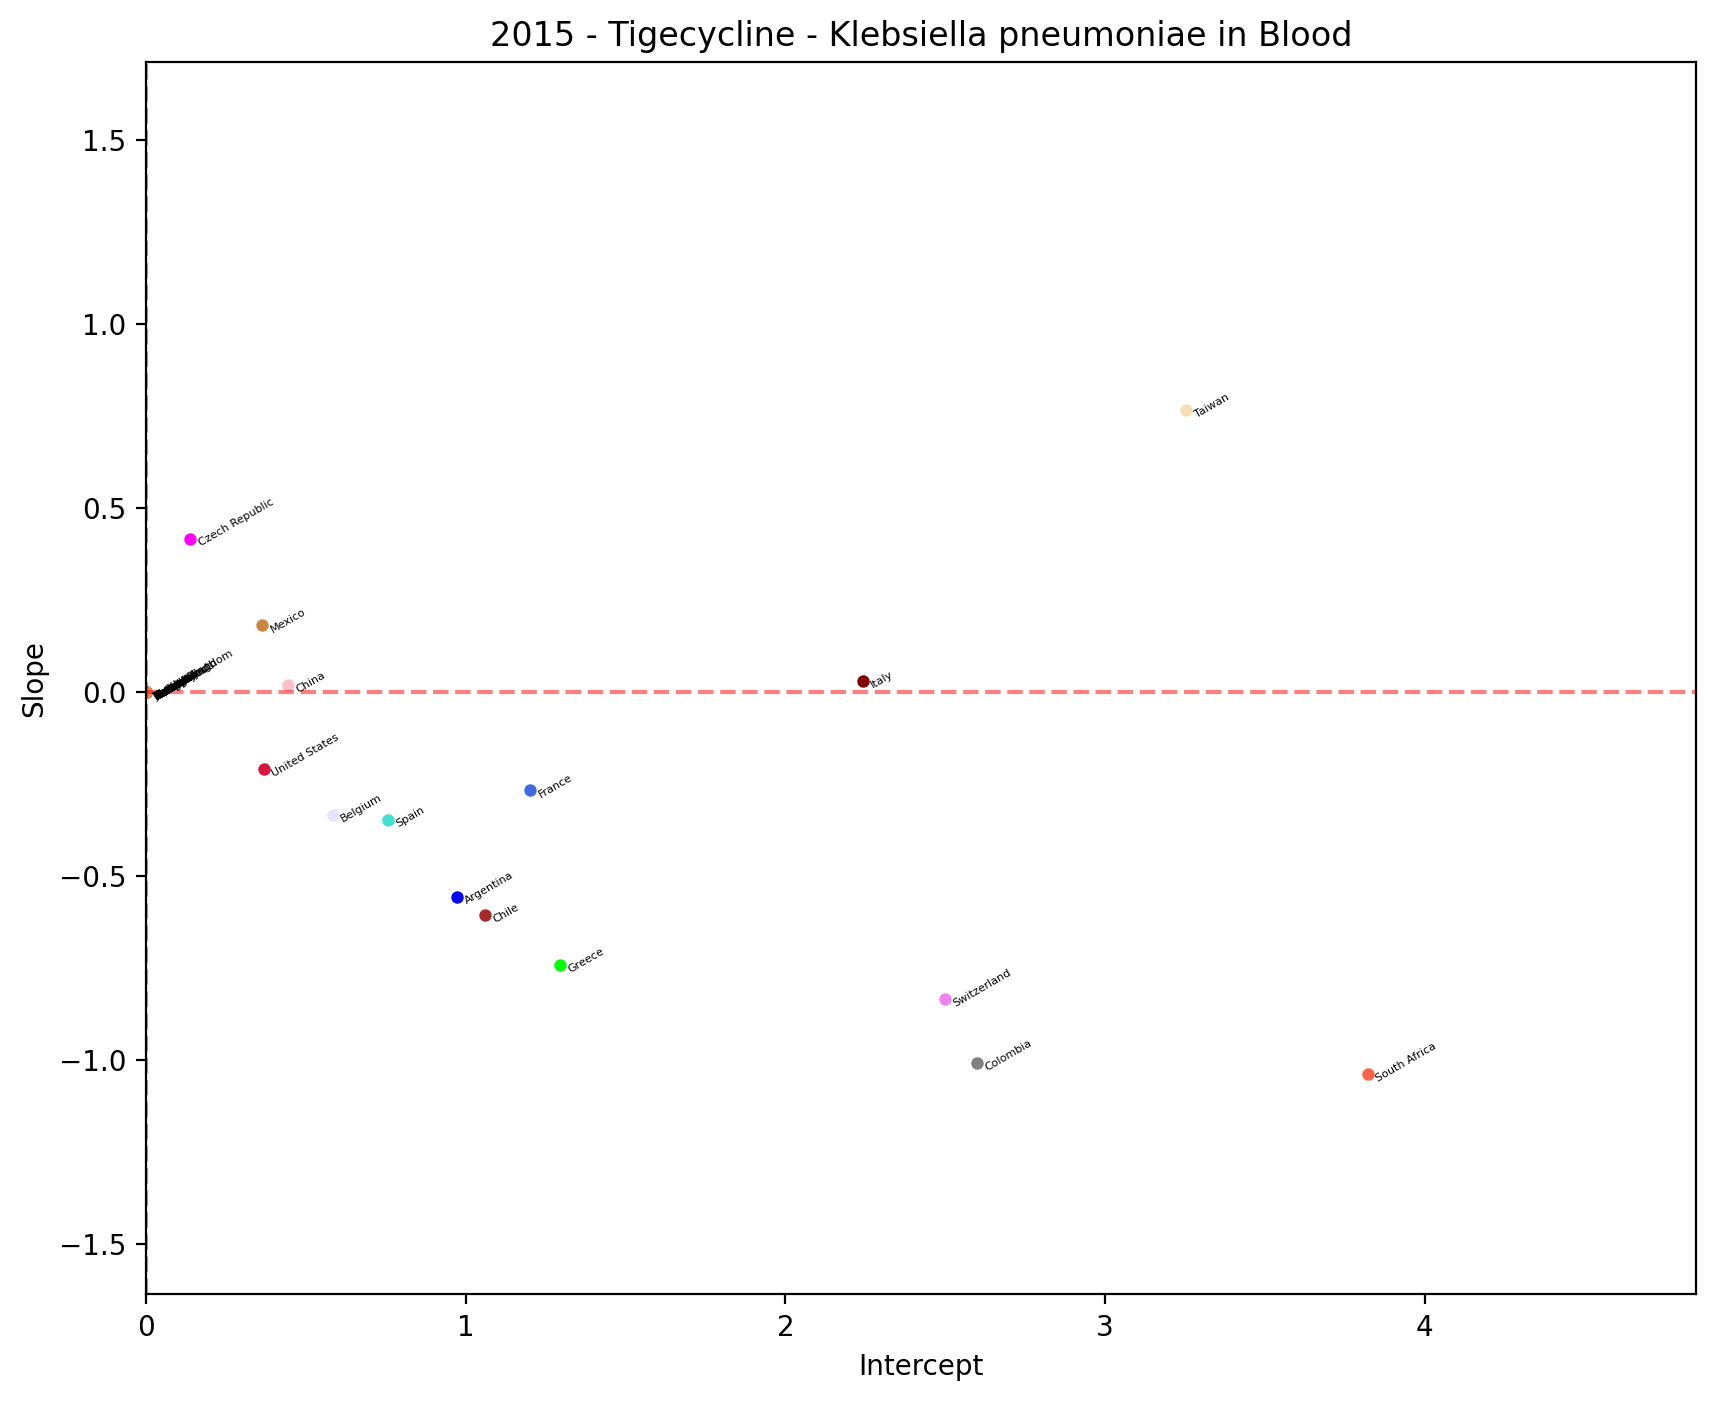 2015 - Tigecycline - Klebsiella pneumoniae in Blood
1.5
1.0
Taiwan
0.5
Czech Republic
Mexico
China
Italy
0.0
Slope
United States
France
Belgium
Spain
−0.5
Argentina
Chile
Greece
Switzerland
−1.0
Colombia
South Africa
−1.5
0 1 2 3 4
Intercept